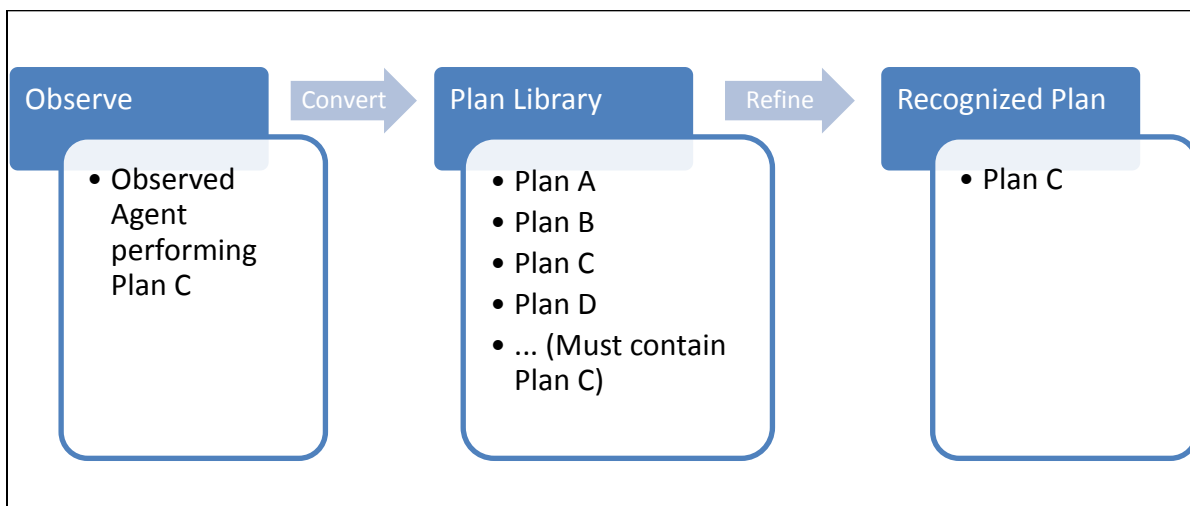 Observe
Convert
Plan Library
Refine
Recognized Plan
• Observed
Agent
performing
Plan C
• Plan A
• Plan B
• Plan C
• Plan D
• ... (Must contain
Plan C)
• Plan C